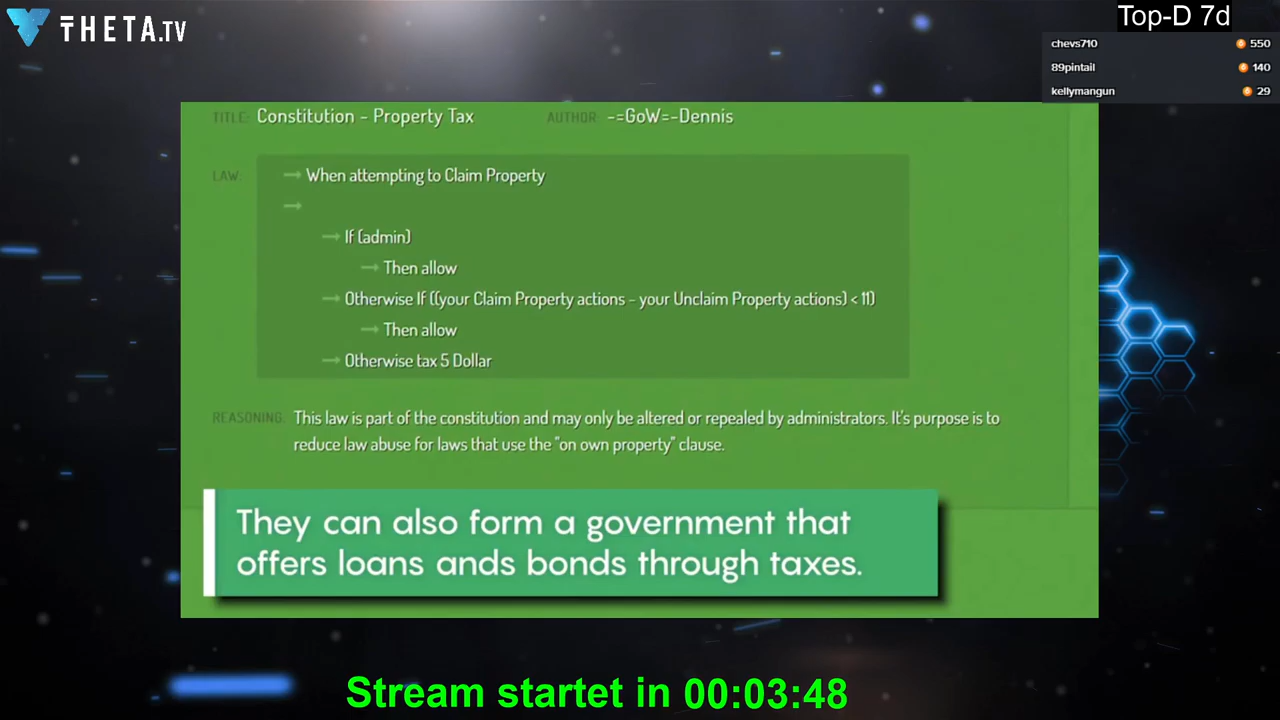 THETA.TV
Top-D 7d
chevs710 550
89pintail 140
kellymangun 29
TITLE: Constitution - Property Tax AUTHOR: -=GoW=-Dennis
LAW: → When attempting to Claim Property
→
→ If (admin)
→ Then allow
→ Otherwise If ((your Claim Property actions - your Unclaim Property actions) < 11)
→ Then allow
→ Otherwise tax 5 Dollar
REASONING: This law is part of the constitution and may only be altered or repealed by administrators. It's purpose is to
reduce law abuse for laws that use the "on own property" clause.
They can also form a government that
offers loans ands bonds through taxes.
Stream startet in 00:03:48